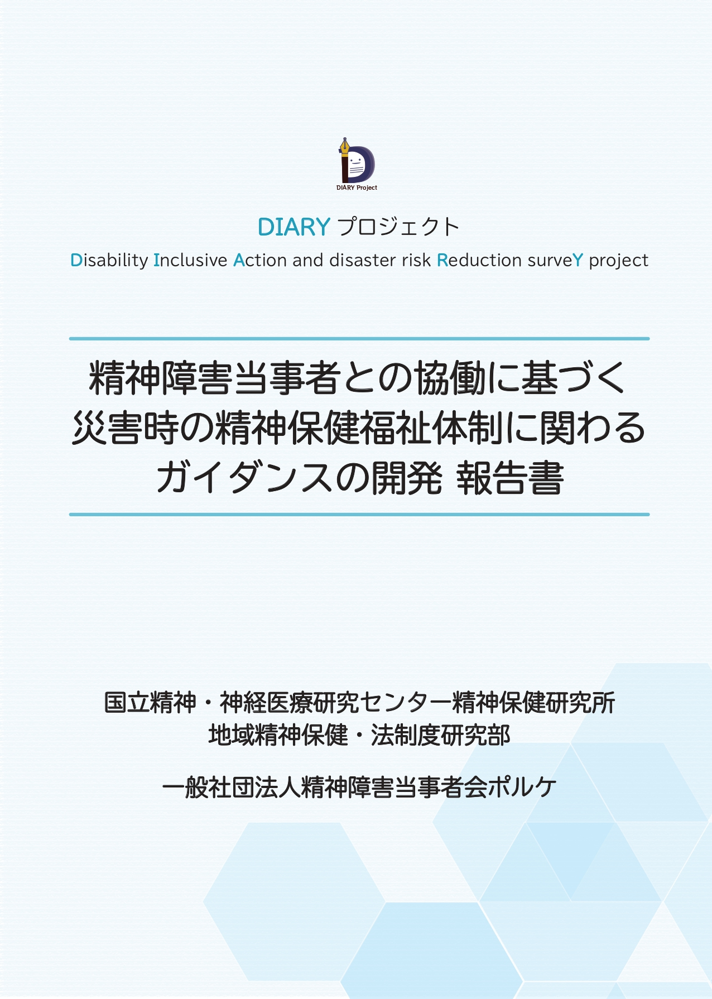 DIARY Project
DIARY プロジェクト
Disability Inclusive Action and disaster risk Reduction surveY project
精神障害当事者との協働に基づく
災害時の精神保健福祉体制に関わる
ガイダンスの開発 報告書
国立精神・神経医療研究センター精神保健研究所
地域精神保健・法制度研究部
一般社団法人精神障害当事者会ポルケ